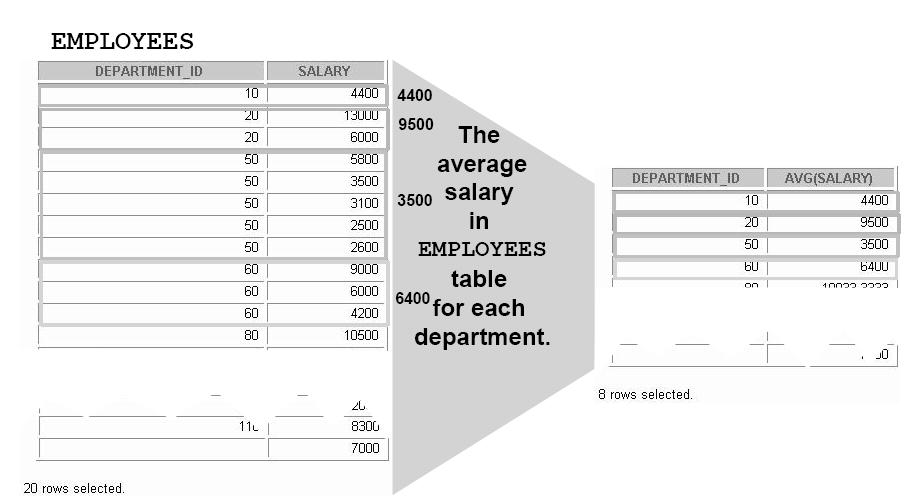 EMPLOYEES
DEPARTMENT_ID SALARY
10 4400
20 13000
20 6000
50 5800
50 3500
50 3100
50 2500
50 2600
60 9000
60 6000
60 4200
80 10500
8300
7000
20 rows selected.
4400
9500
3500
6400
The
average
salary
in
EMPLOYEES
table
for each
department.
DEPARTMENT_ID AVG(SALARY)
10 4400
20 9500
50 3500
60 6400
8 rows selected.